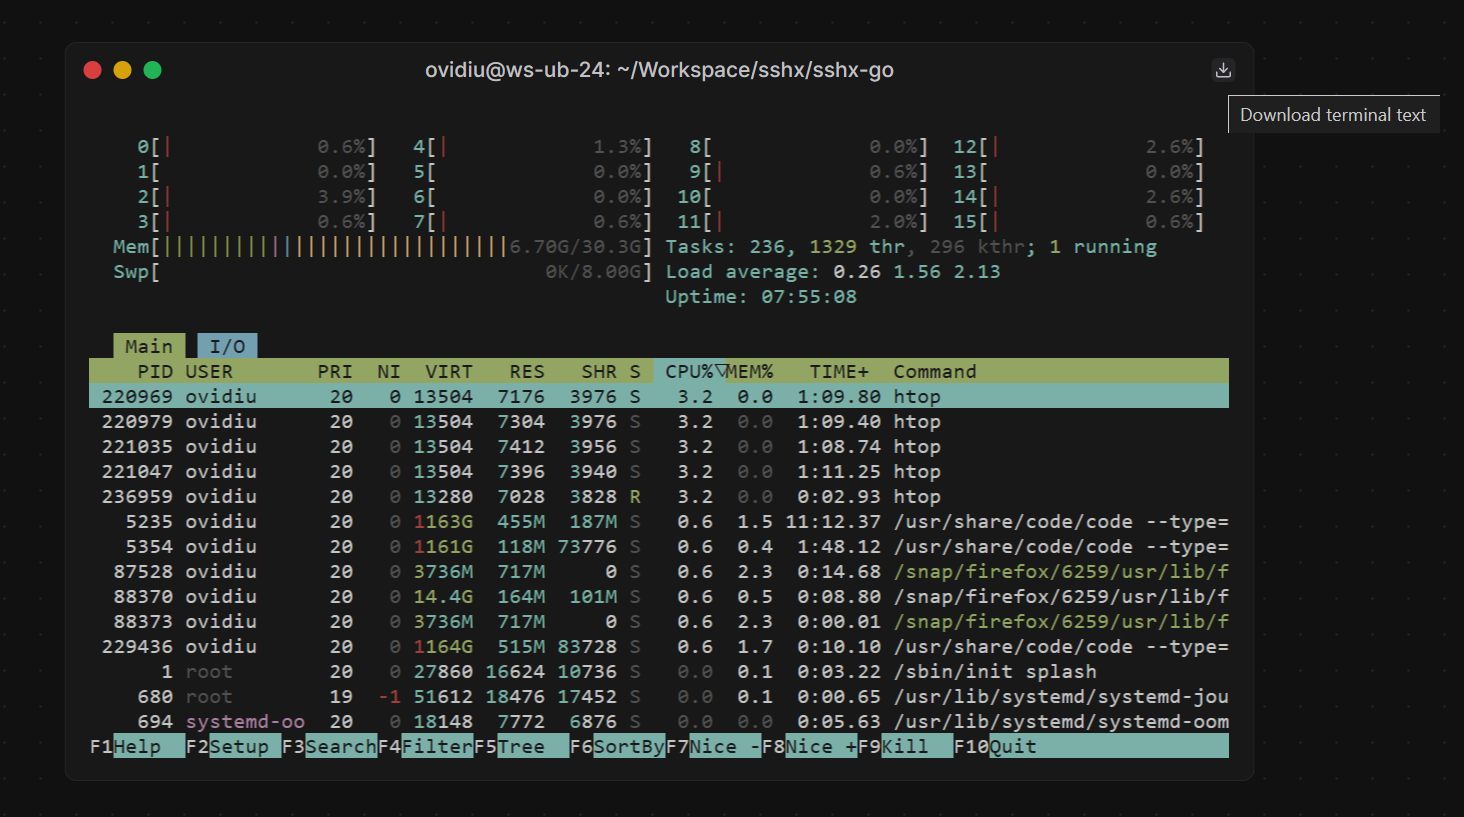 ovidiu@ws-ub-24: ~/Workspace/sshx/sshx-go
Download terminal text
0[| 0.6%] 4[| 1.3%] 8[ 0.0%] 12[| 2.6%]
1[ 0.0%] 5[ 0.0%] 9[| 0.6%] 13[ 0.0%]
2[| 3.9%] 6[ 0.0%] 10[ 0.0%] 14[| 2.6%]
3[| 0.6%] 7[| 0.6%] 11[| 2.0%] 15[| 0.6%]
Mem[|||||||||||||||||||||||||||||6.70G/30.3G] Tasks: 236, 1329 thr, 296 kthr; 1 running
Swp[ 0K/8.00G] Load average: 0.26 1.56 2.13
Uptime: 07:55:08
Main I/O
PID USER PRI NI VIRT RES SHR S CPU%▽MEM% TIME+ Command
220969 ovidiu 20 0 13504 7176 3976 S 3.2 0.0 1:09.80 htop
220979 ovidiu 20 0 13504 7304 3976 S 3.2 0.0 1:09.40 htop
221035 ovidiu 20 0 13504 7412 3956 S 3.2 0.0 1:08.74 htop
221047 ovidiu 20 0 13504 7396 3940 S 3.2 0.0 1:11.25 htop
236959 ovidiu 20 0 13280 7028 3828 R 3.2 0.0 0:02.93 htop
5235 ovidiu 20 0 1163G 455M 187M S 0.6 1.5 11:12.37 /usr/share/code/code --type=
5354 ovidiu 20 0 1161G 118M 73776 S 0.6 0.4 1:48.12 /usr/share/code/code --type=
87528 ovidiu 20 0 3736M 717M 0 S 0.6 2.3 0:14.68 /snap/firefox/6259/usr/lib/f
88370 ovidiu 20 0 14.4G 164M 101M S 0.6 0.5 0:08.80 /snap/firefox/6259/usr/lib/f
88373 ovidiu 20 0 3736M 717M 0 S 0.6 2.3 0:00.01 /snap/firefox/6259/usr/lib/f
229436 ovidiu 20 0 1164G 515M 83728 S 0.6 1.7 0:10.10 /usr/share/code/code --type=
1 root 20 0 27860 16624 10736 S 0.0 0.1 0:03.22 /sbin/init splash
680 root 19 -1 51612 18476 17452 S 0.0 0.1 0:00.65 /usr/lib/systemd/systemd-jou
694 systemd-oo 20 0 18148 7772 6876 S 0.0 0.0 0:05.63 /usr/lib/systemd/systemd-oom
F1Help F2Setup F3SearchF4FilterF5Tree F6SortByF7Nice -F8Nice +F9Kill F10Quit